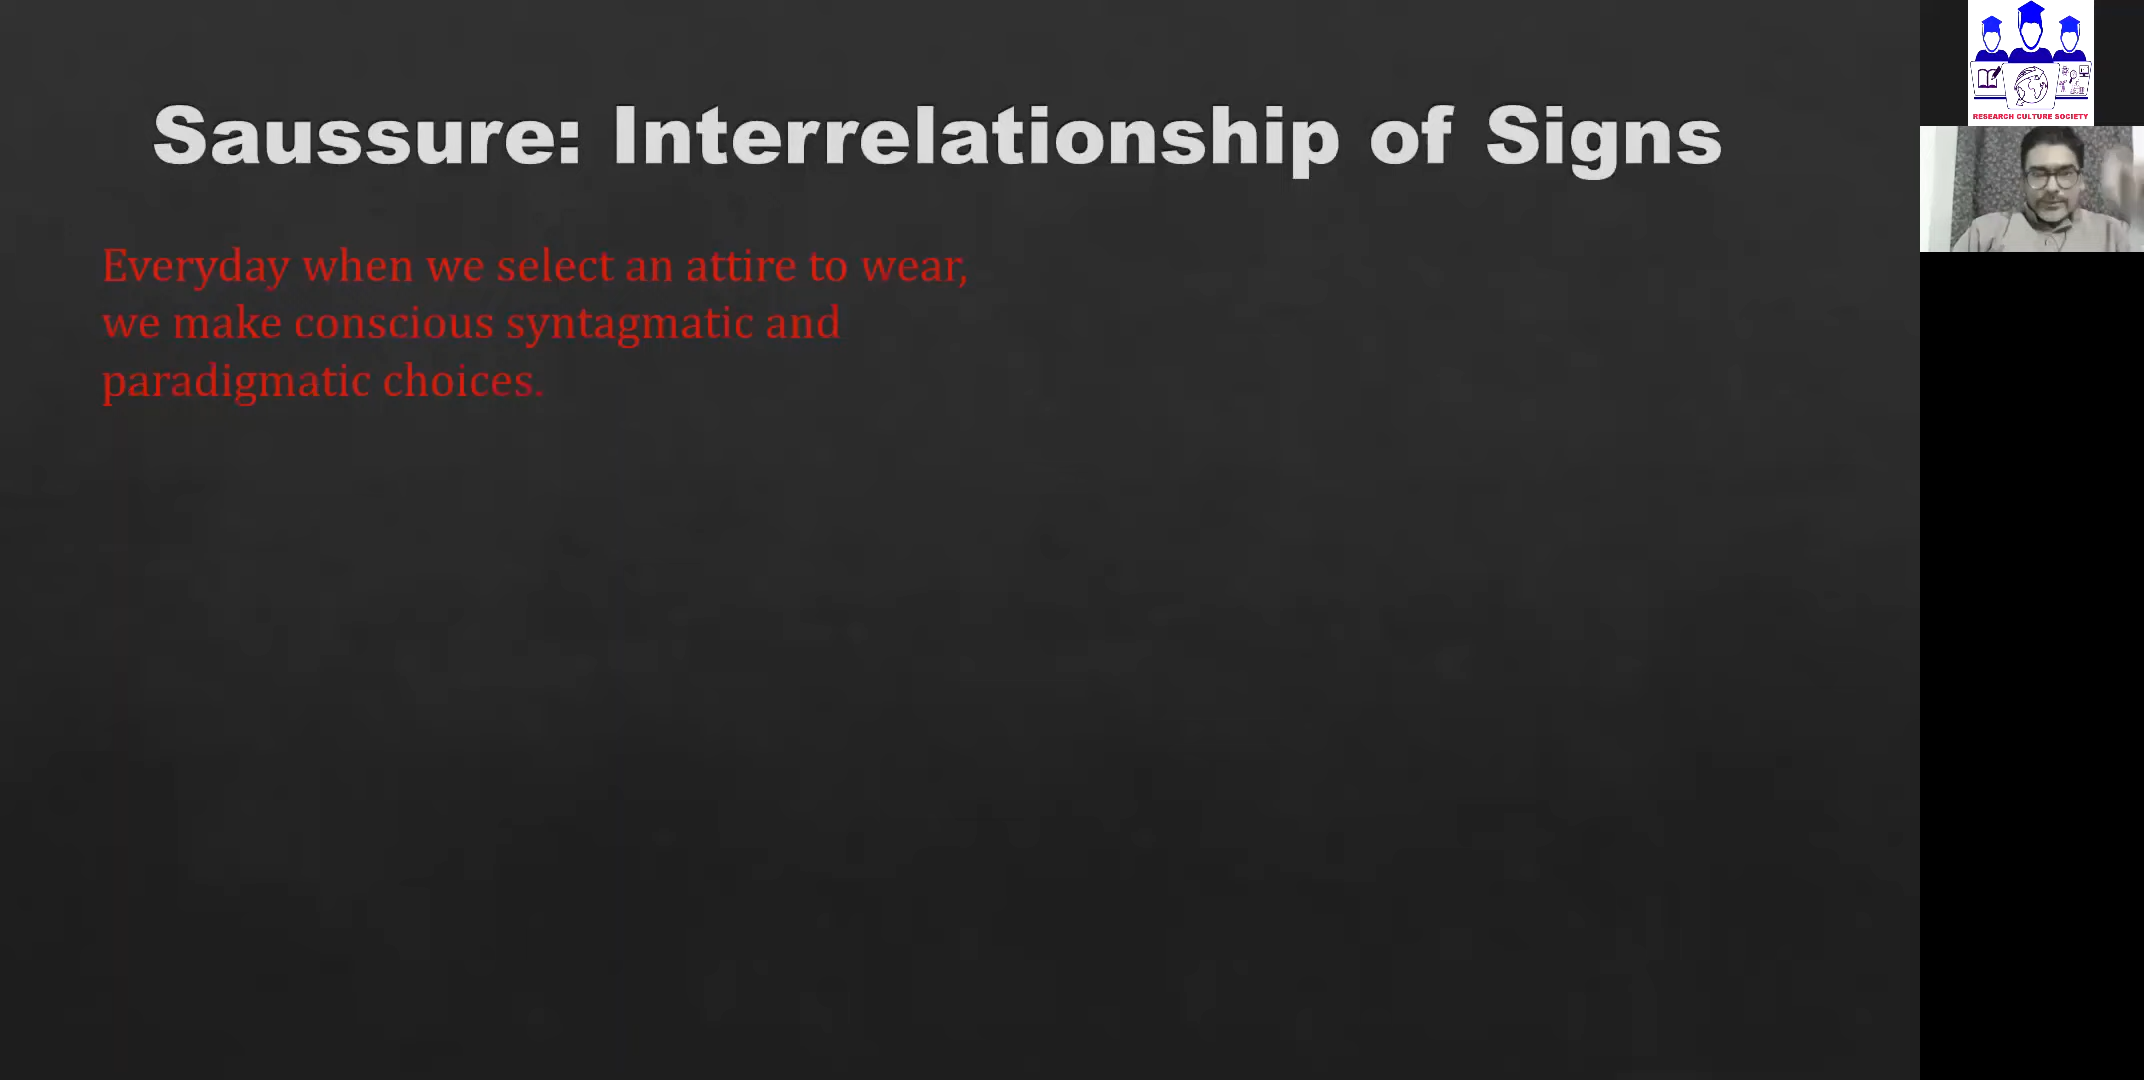 Saussure: Interrelationship of Signs
Everyday when we select an attire to wear,
we make conscious syntagmatic and
paradigmatic choices.
RESEARCH CULTURE SOCIETY